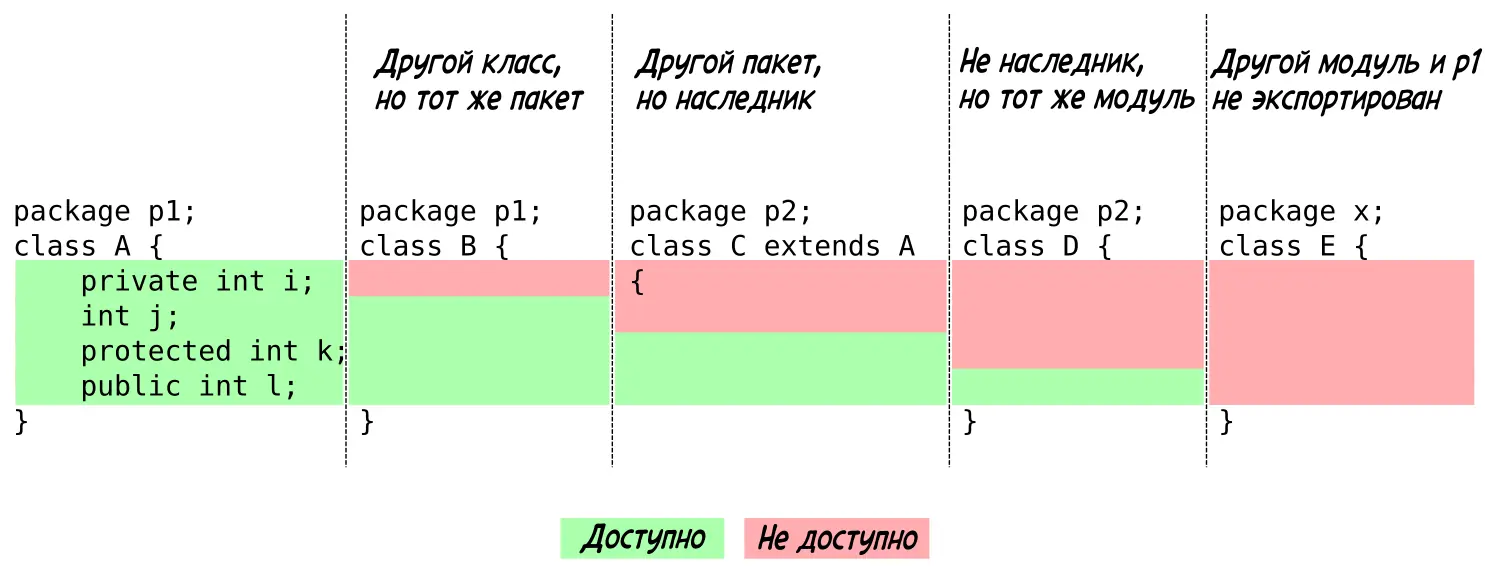 Другой класс,
но тот же пакет
Другой пакет,
но наследник
Не наследник,
но тот же модуль
Другой модуль и p1
не экспортирован
package p1;
class A {
    private int i;
    int j;
    protected int k;
    public int l;
}
package p1;
class B {
}
package p2;
class C extends A
{
package p2;
class D {
}
package x;
class E {
}
Доступно
Не доступно